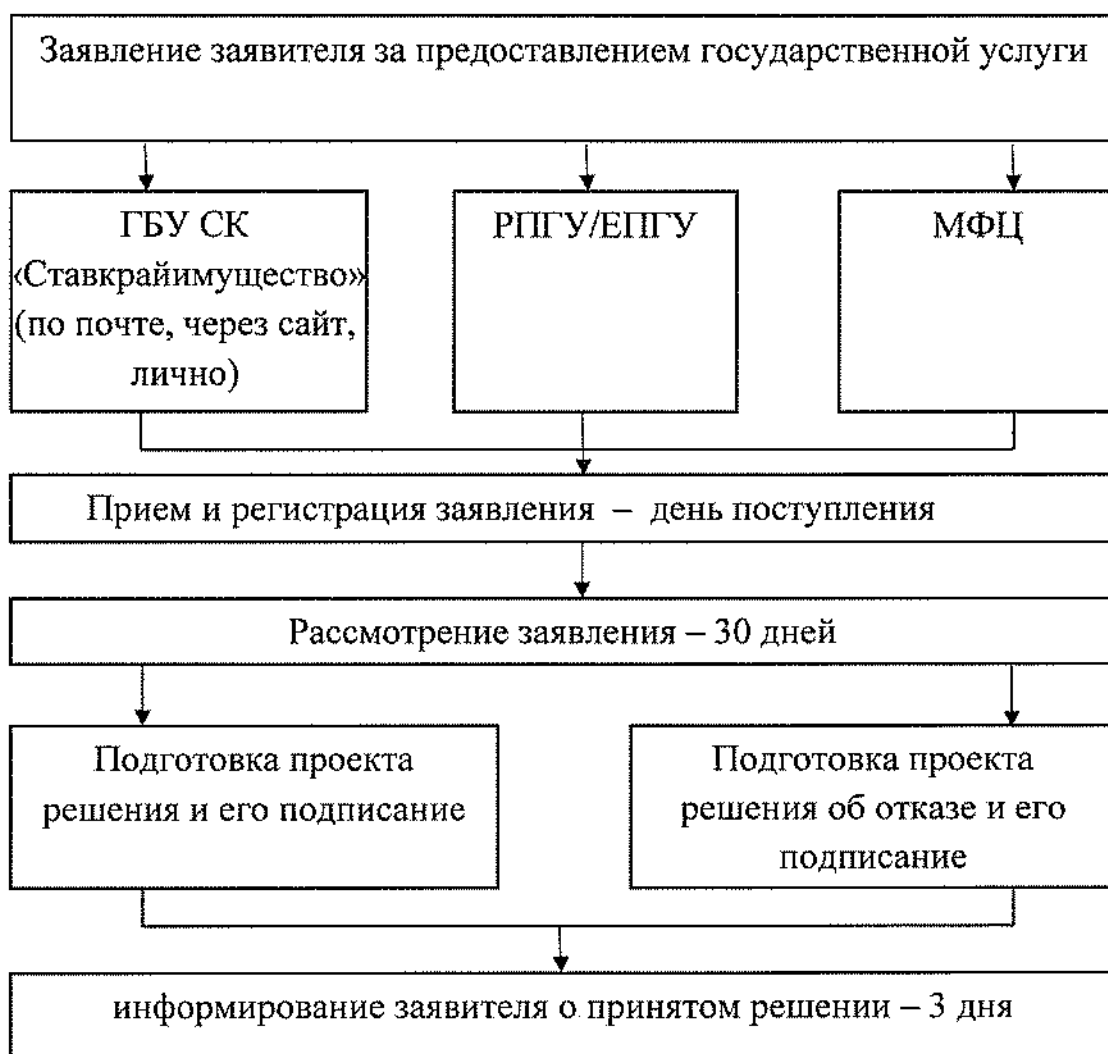 Заявление заявителя за предоставлением государственной услуги
ГБУ СК
«Ставкрайимущество»
(по почте, через сайт,
лично)
РПГУ/ЕПГУ
МФЦ
Прием и регистрация заявления – день поступления
Рассмотрение заявления – 30 дней
Подготовка проекта
решения и его подписание
Подготовка проекта
решения об отказе и его
подписание
информирование заявителя о принятом решении – 3 дня